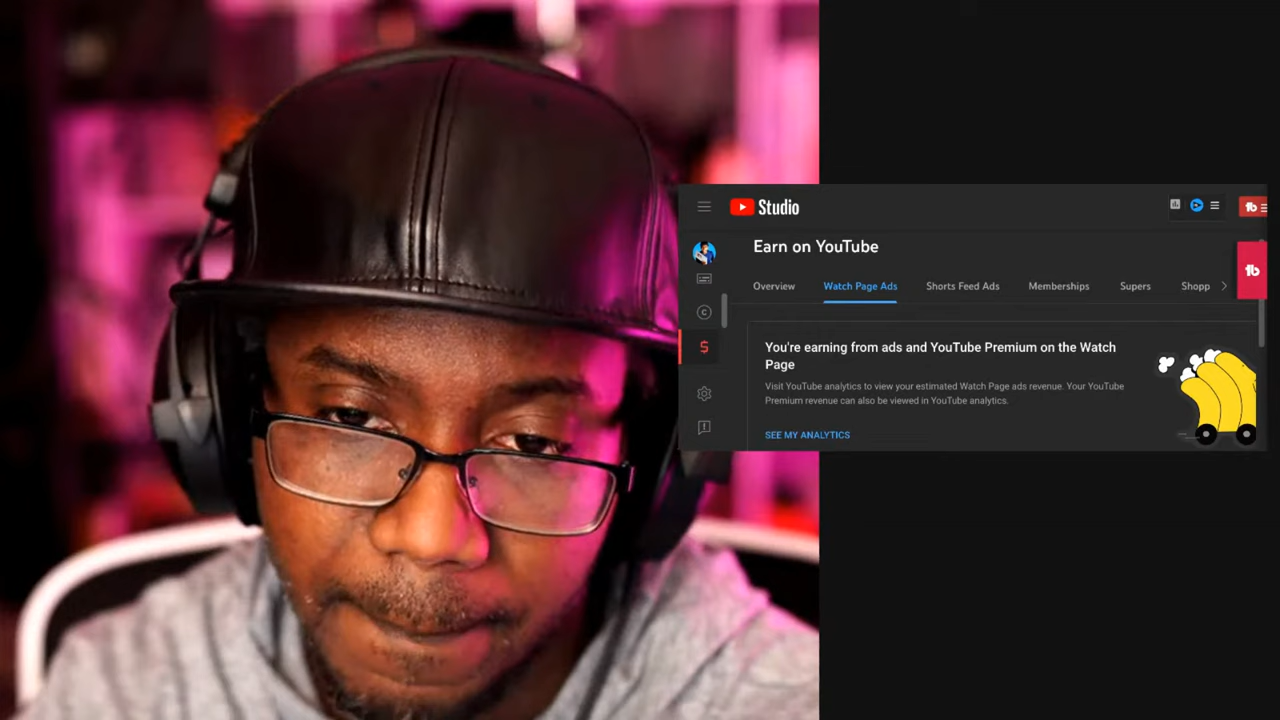 Studio
Earn on YouTube
Overview Watch Page Ads Shorts Feed Ads Memberships Supers Shopp
You're earning from ads and YouTube Premium on the Watch
Page
Visit YouTube analytics to view your estimated Watch Page ads revenue. Your YouTube
Premium revenue can also be viewed in YouTube analytics.
SEE MY ANALYTICS
$
C
tb
tb